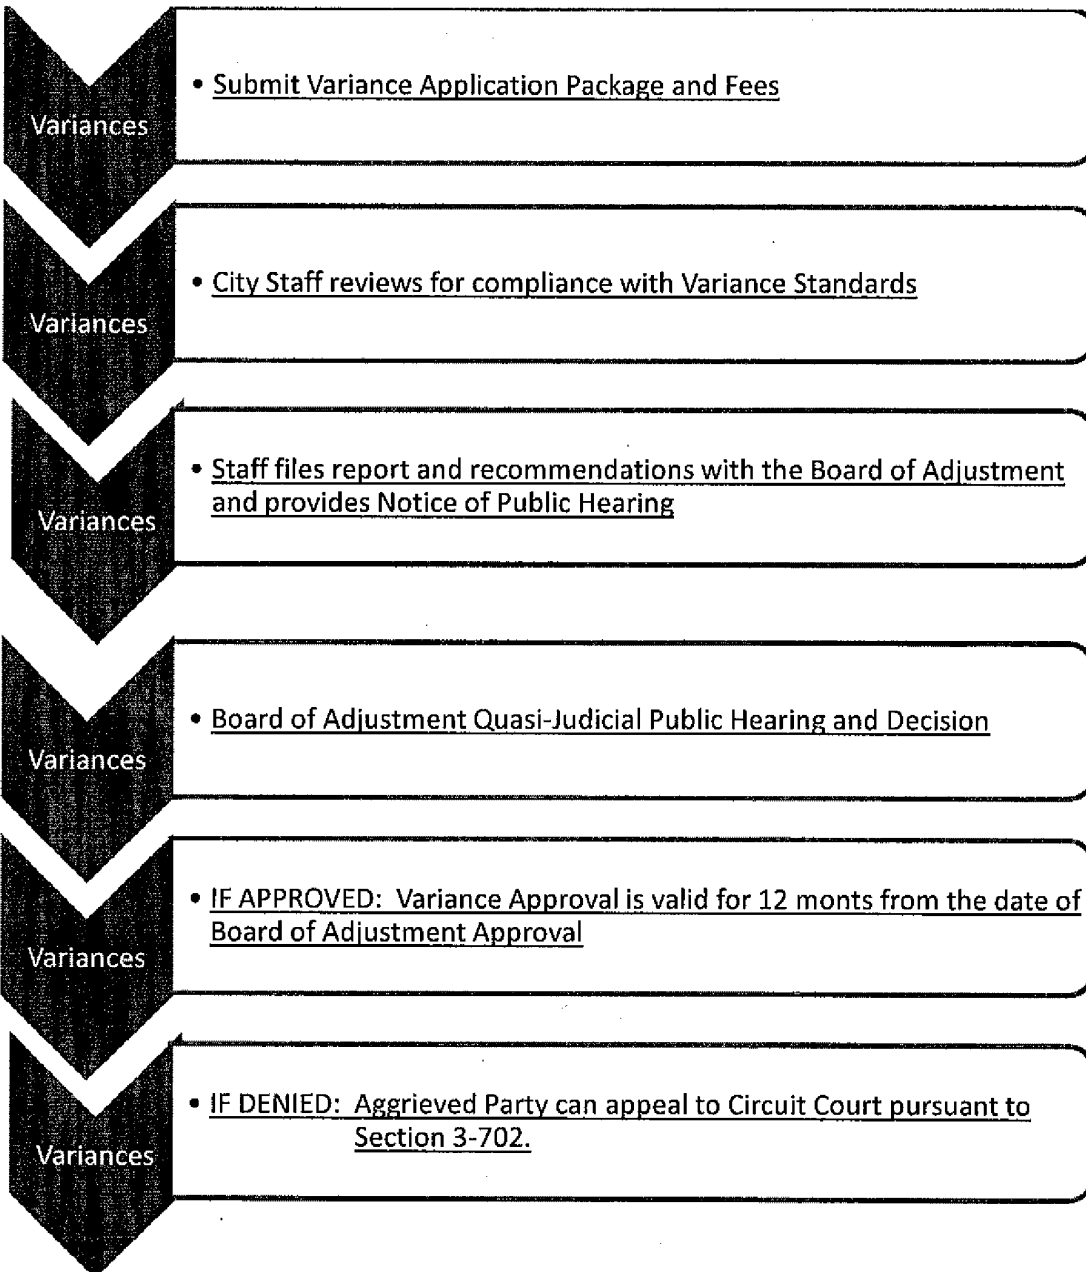 Variances
• Submit Variance Application Package and Fees
Variances
• City Staff reviews for compliance with Variance Standards
Variances
• Staff files report and recommendations with the Board of Adjustment
and provides Notice of Public Hearing
Variances
• Board of Adjustment Quasi-Judicial Public Hearing and Decision
Variances
• IF APPROVED: Variance Approval is valid for 12 monts from the date of
Board of Adjustment Approval
Variances
• IF DENIED: Aggrieved Party can appeal to Circuit Court pursuant to
Section 3-702.